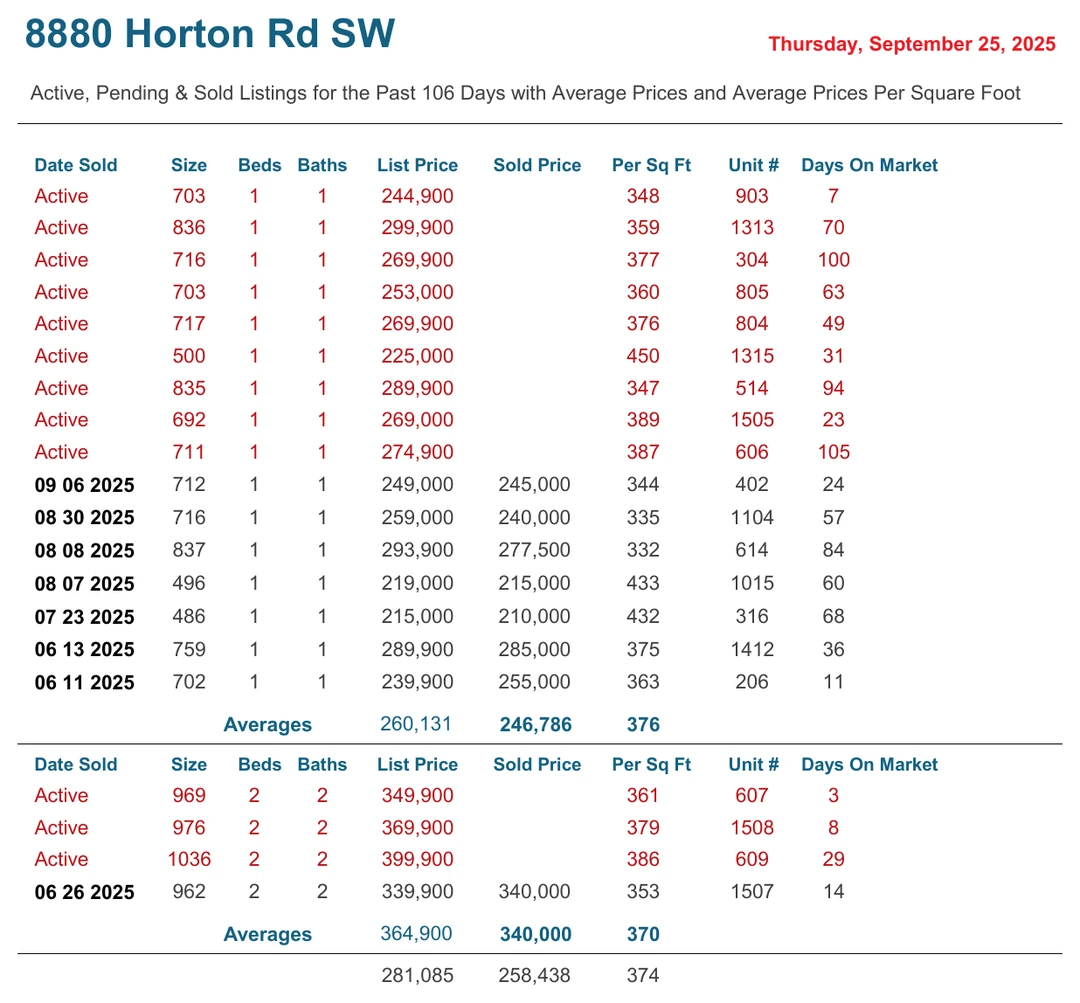 8880 Horton Rd SW
Thursday, September 25, 2025
Active, Pending & Sold Listings for the Past 106 Days with Average Prices and Average Prices Per Square Foot
Date Sold Size Beds Baths List Price Sold Price Per Sq Ft Unit # Days On Market
Active 703 1 1 244,900 348 903 7
Active 836 1 1 299,900 359 1313 70
Active 716 1 1 269,900 377 304 100
Active 703 1 1 253,000 360 805 63
Active 717 1 1 269,900 376 804 49
Active 500 1 1 225,000 450 1315 31
Active 835 1 1 289,900 347 514 94
Active 692 1 1 269,000 389 1505 23
Active 711 1 1 274,900 387 606 105
09 06 2025 712 1 1 249,000 245,000 344 402 24
08 30 2025 716 1 1 259,000 240,000 335 1104 57
08 08 2025 837 1 1 293,900 277,500 332 614 84
08 07 2025 496 1 1 219,000 215,000 433 1015 60
07 23 2025 486 1 1 215,000 210,000 432 316 68
06 13 2025 759 1 1 289,900 285,000 375 1412 36
06 11 2025 702 1 1 239,900 255,000 363 206 11
Averages 260,131 246,786 376
Date Sold Size Beds Baths List Price Sold Price Per Sq Ft Unit # Days On Market
Active 969 2 2 349,900 361 607 3
Active 976 2 2 369,900 379 1508 8
Active 1036 2 2 399,900 386 609 29
06 26 2025 962 2 2 339,900 340,000 353 1507 14
Averages 364,900 340,000 370
281,085 258,438 374